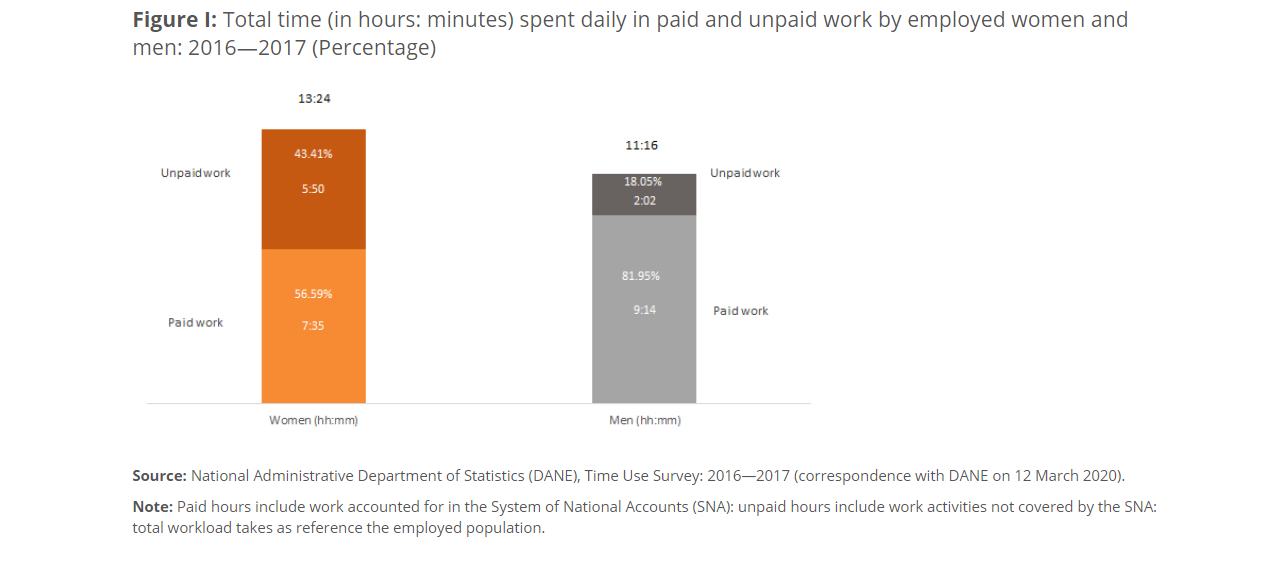 Figure I: Total time (in hours: minutes) spent daily in paid and unpaid work by employed women and
men: 2016—2017 (Percentage)
13:24
11:16
43.41%
Unpaid work
5:50
18.05%
Unpaid work
2:02
56.59%
Paid work
7:35
81.95%
9:14
Paid work
Women (hh:mm)
Men (hh:mm)
Source: National Administrative Department of Statistics (DANE), Time Use Survey: 2016—2017 (correspondence with DANE on 12 March 2020).
Note: Paid hours include work accounted for in the System of National Accounts (SNA): unpaid hours include work activities not covered by the SNA:
total workload takes as reference the employed population.